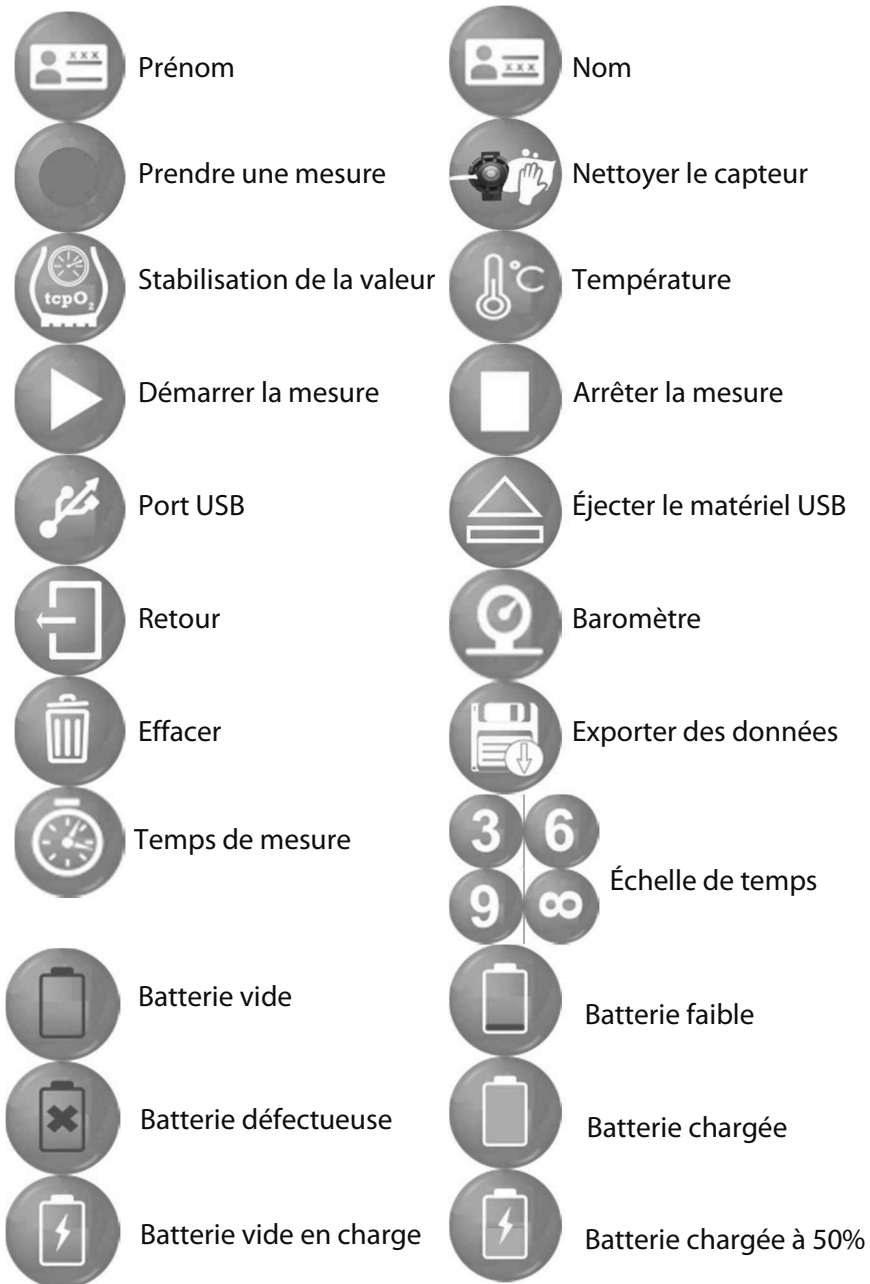 xxx Prénom
xxx Nom
Prendre une mesure
Nettoyer le capteur
tcpO₂ Stabilisation de la valeur
°C Température
Démarrer la mesure
Arrêter la mesure
Port USB
Éjecter le matériel USB
Retour
Baromètre
Effacer
Exporter des données
Temps de mesure
3 6
9 ∞
Échelle de temps
Batterie vide
Batterie faible
Batterie défectueuse
Batterie chargée
Batterie vide en charge
Batterie chargée à 50%